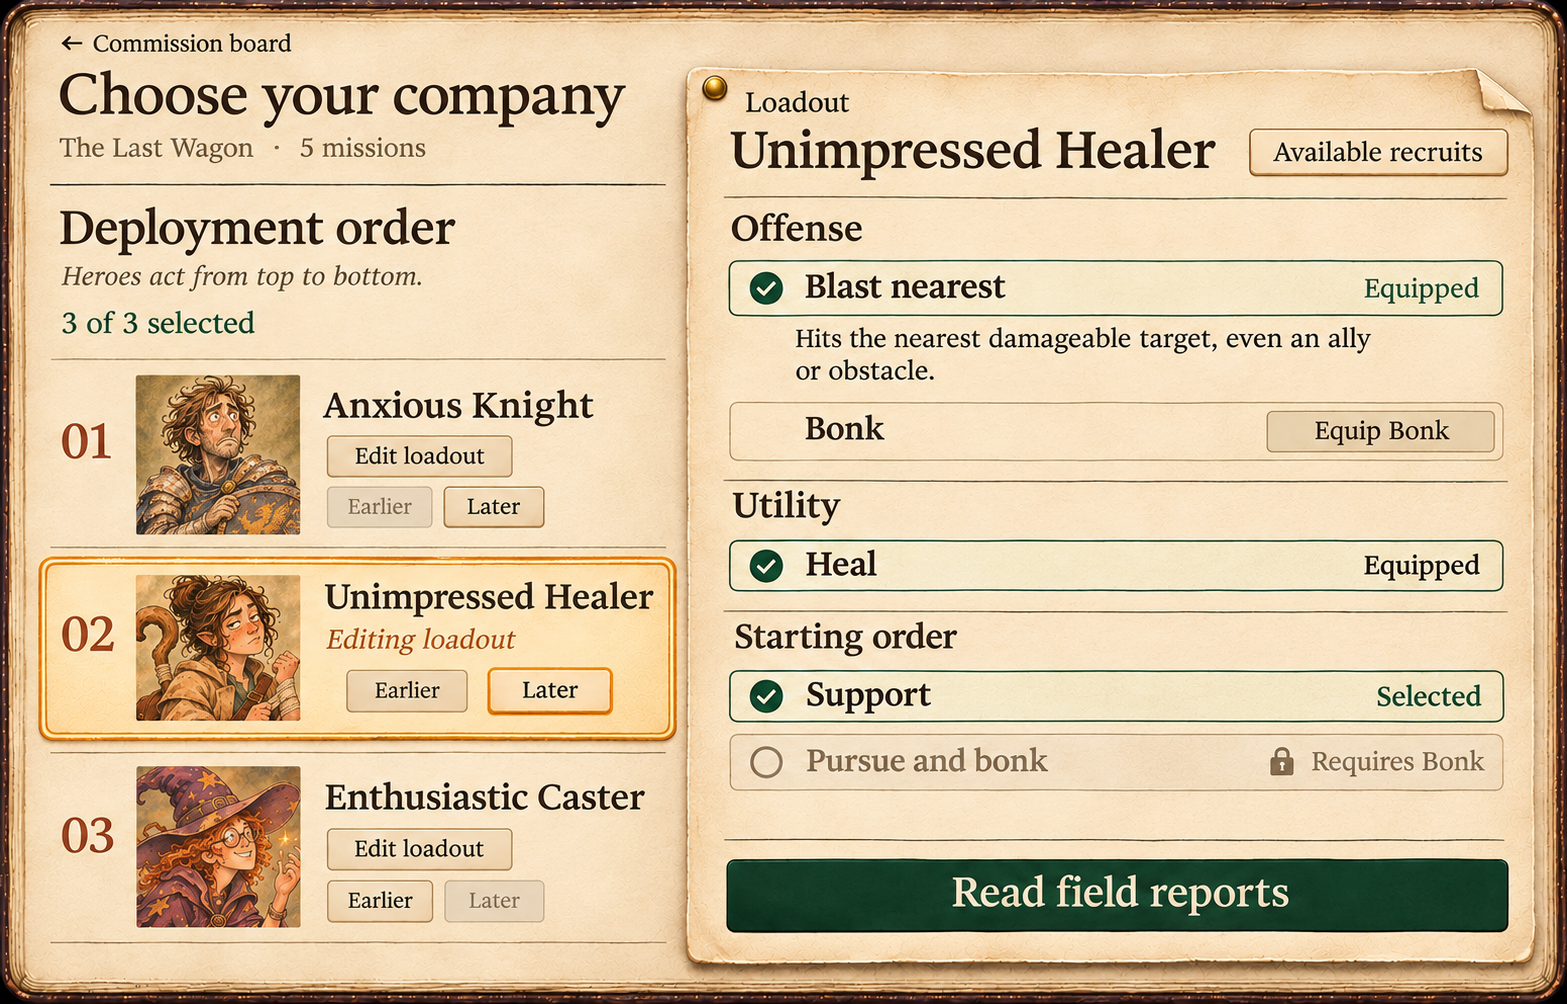 ← Commission board
Choose your company
The Last Wagon · 5 missions
Deployment order
Heroes act from top to bottom.
3 of 3 selected
01
Anxious Knight
Edit loadout
Earlier
Later
02
Unimpressed Healer
Editing loadout
Earlier
Later
03
Enthusiastic Caster
Edit loadout
Earlier
Later
Loadout
Unimpressed Healer
Available recruits
Offense
Blast nearest
Equipped
Hits the nearest damageable target, even an ally
or obstacle.
Bonk
Equip Bonk
Utility
Heal
Equipped
Starting order
Support
Selected
Pursue and bonk
Requires Bonk
Read field reports